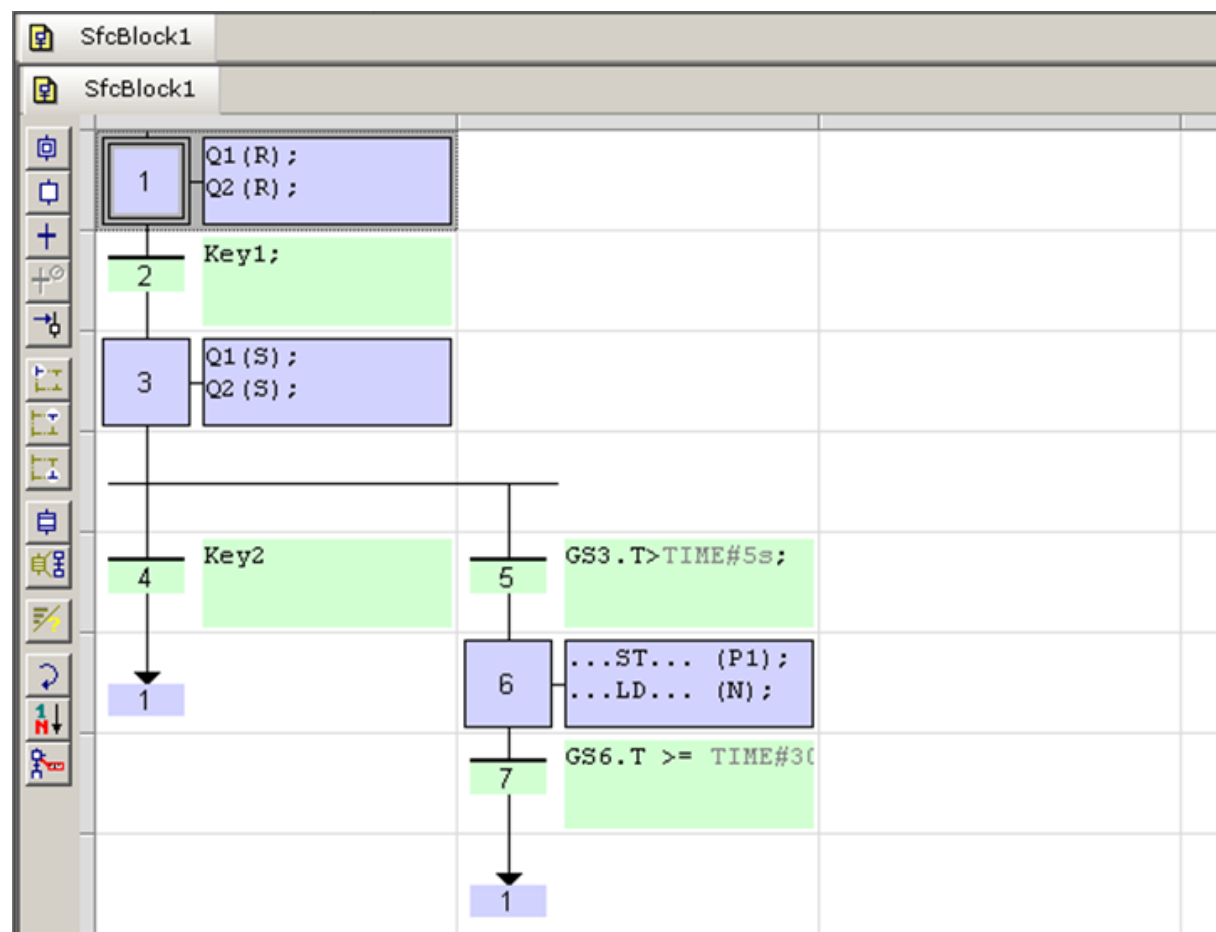 SfcBlock1
SfcBlock1
1
Q1(R);
Q2(R);
2
Key1;
3
Q1(S);
Q2(S);
4
Key2
5
GS3.T>TIME#5s;
1
6
...ST... (P1);
...LD... (N);
7
GS6.T >= TIME#30
1